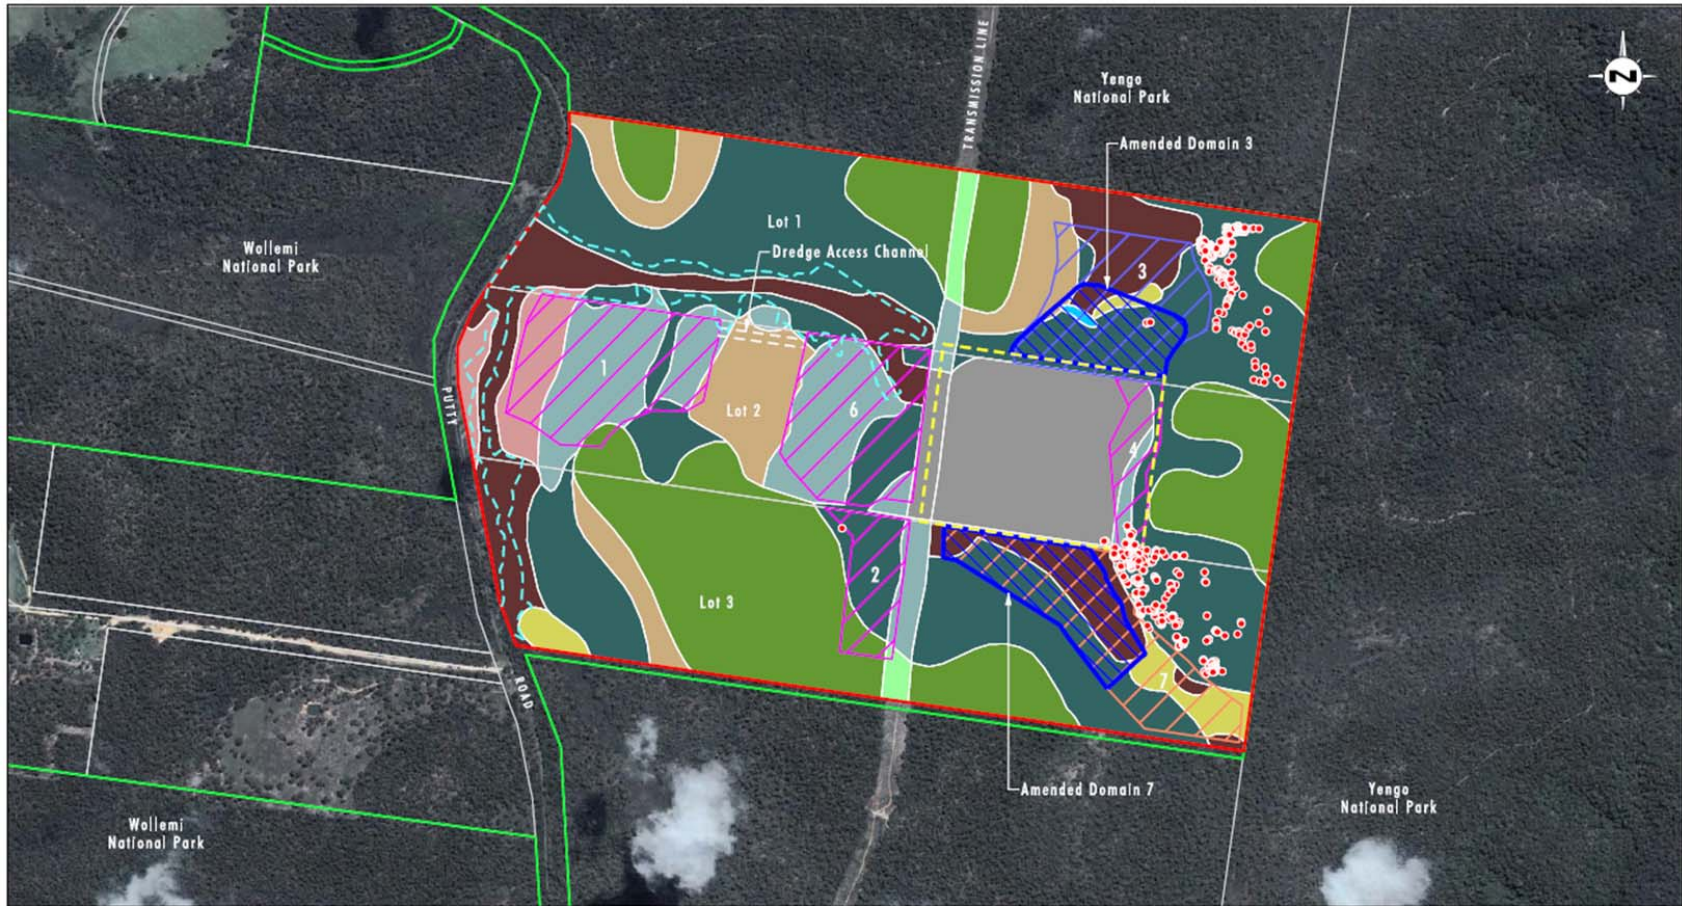 TRANSMISSION LINE
Yengo
National Park
N
Amended Domain 3
Lot 1
Wollemi
National Park
Dredge Access Channel
3
1
PUTTY
Lot 2
6
4
2
Lot 3
7
ROAD
Amended Domain 7
Wollemi
National Park
Yengo
National Park